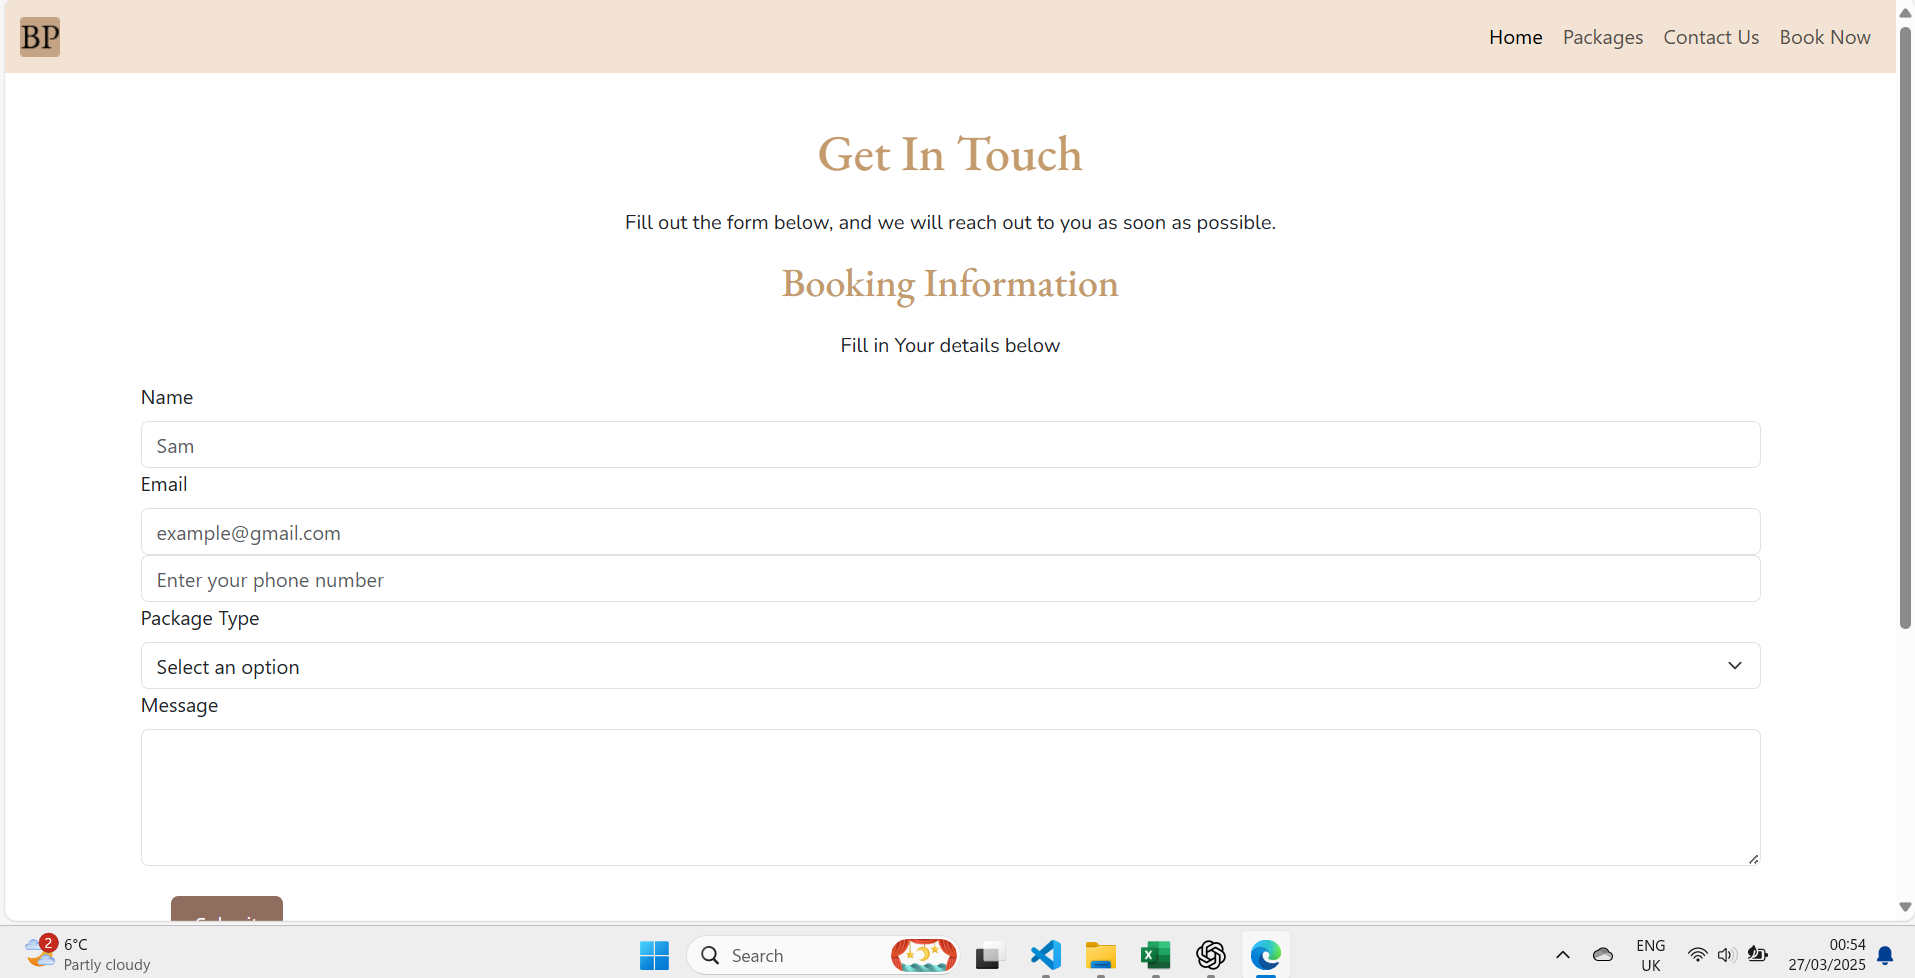 BP
Home Packages Contact Us Book Now
Get In Touch
Fill out the form below, and we will reach out to you as soon as possible.
Booking Information
Fill in Your details below
Name
Sam
Email
example@gmail.com
Enter your phone number
Package Type
Select an option
Message
Submit
2
6°C
Partly cloudy
Search
ENG
UK
00:54
27/03/2025